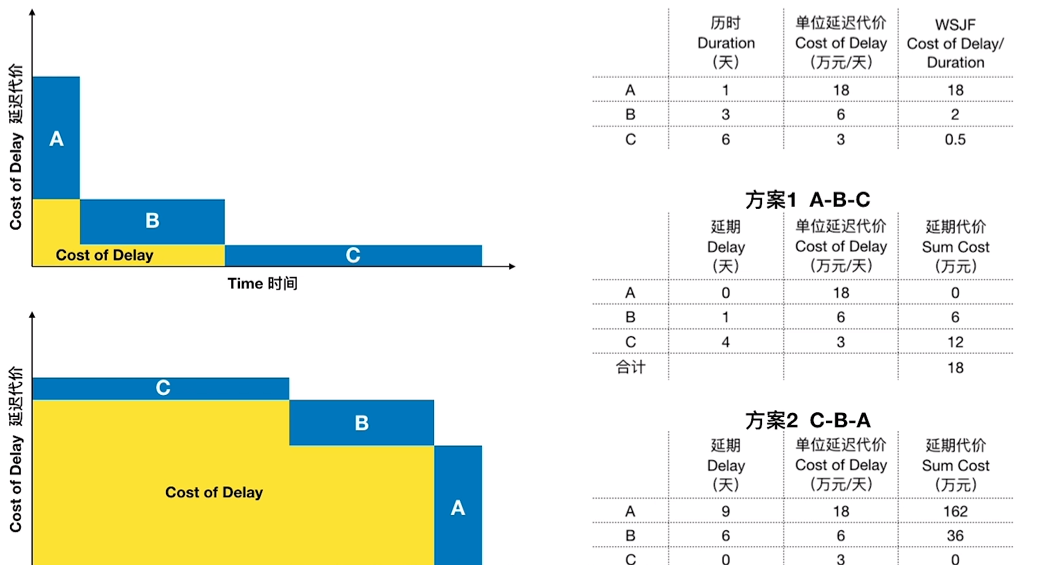 Cost of Delay 延迟代价
A
B
Cost of Delay
C
Time 时间
Cost of Delay 延迟代价
C
B
Cost of Delay
A
历时 单位延迟代价 WSJF
Duration Cost of Delay Cost of Delay/
（天） （万元/天） Duration
A 1 18 18
B 3 6 2
C 6 3 0.5
方案1 A-B-C
延期 单位延迟代价 延期代价
Delay Cost of Delay Sum Cost
（天） （万元/天） （万元）
A 0 18 0
B 1 6 6
C 4 3 12
合计 18
方案2 C-B-A
延期 单位延迟代价 延期代价
Delay Cost of Delay Sum Cost
（天） （万元/天） （万元）
A 9 18 162
B 6 6 36
C 0 3 0